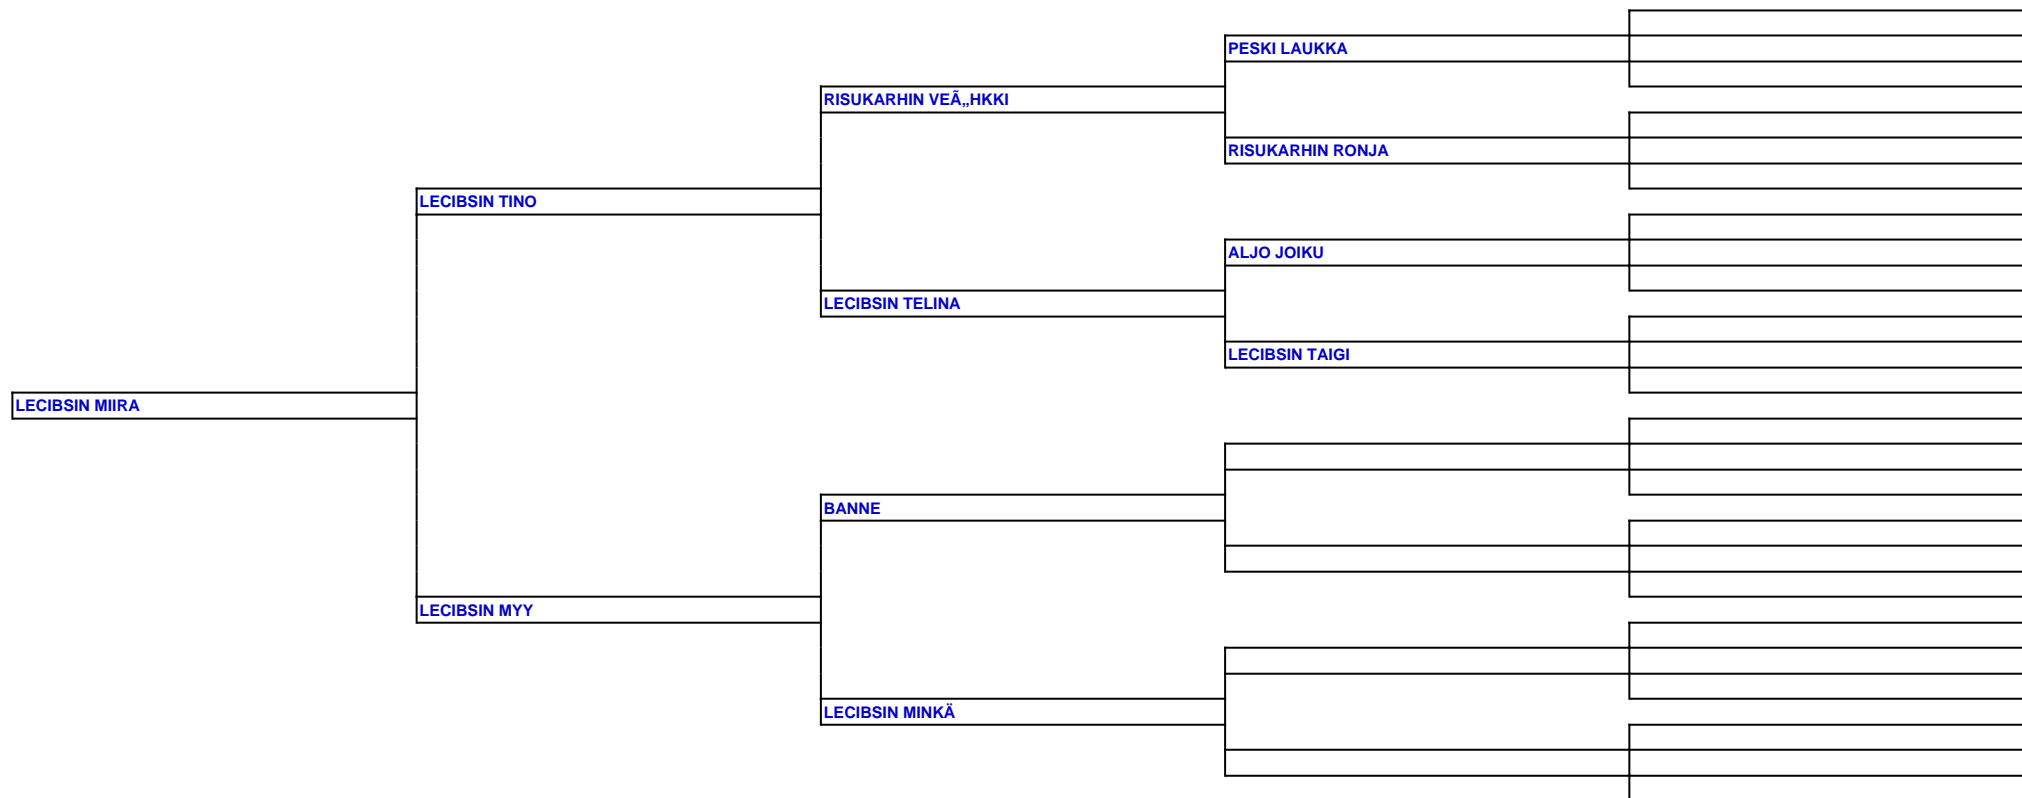 PESKI LAUKKA
RISUKARHIN VEÃ„HKKI
RISUKARHIN RONJA
LECIBSIN TINO
ALJO JOIKU
LECIBSIN TELINA
LECIBSIN TAIGI
LECIBSIN MIIRA
BANNE
LECIBSIN MYY
LECIBSIN MINKÄ